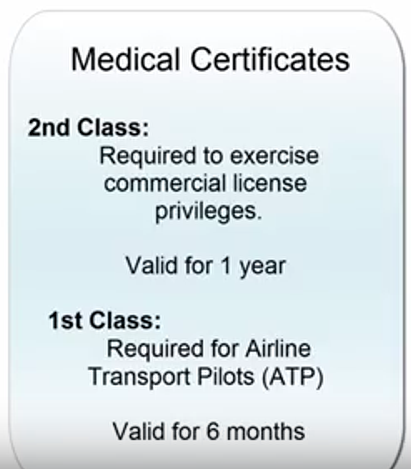 Medical Certificates
2nd Class:
Required to exercise
commercial license
privileges.
Valid for 1 year
1st Class:
Required for Airline
Transport Pilots (ATP)
Valid for 6 months